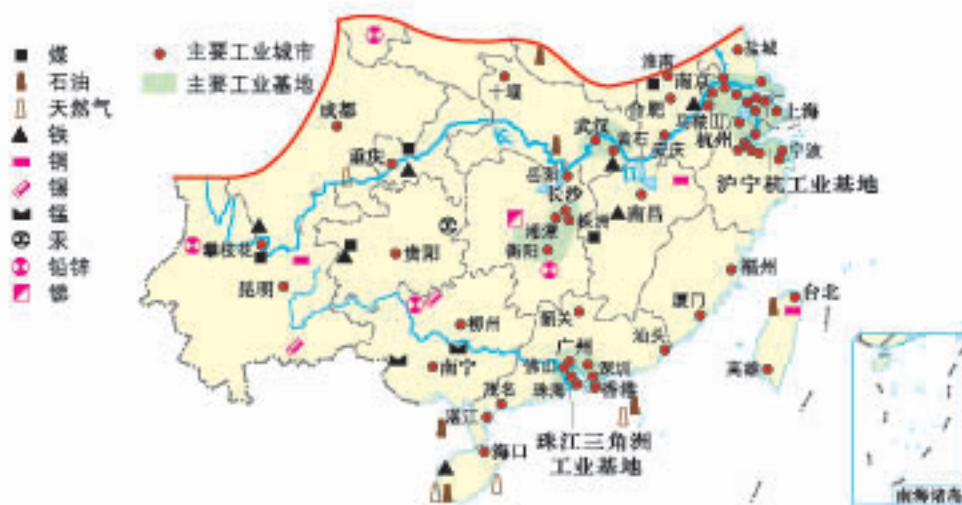 煤
石油
天然气
铁
铜
锡
锰
汞
铅锌
锑
主要工业城市
主要工业基地
盐城
淮南
南京
十堰
合肥
上海
成都
马鞍山
武汉
黄石
安庆
杭州
宁波
重庆
岳阳
沪宁杭工业基地
长沙
南昌
株洲
湘潭
衡阳
攀枝花
贵阳
福州
昆明
台北
厦门
韶关
柳州
汕头
广州
南宁
佛山
深圳
高雄
茂名
珠海
香港
湛江
珠江三角洲
工业基地
海口
南海诸岛